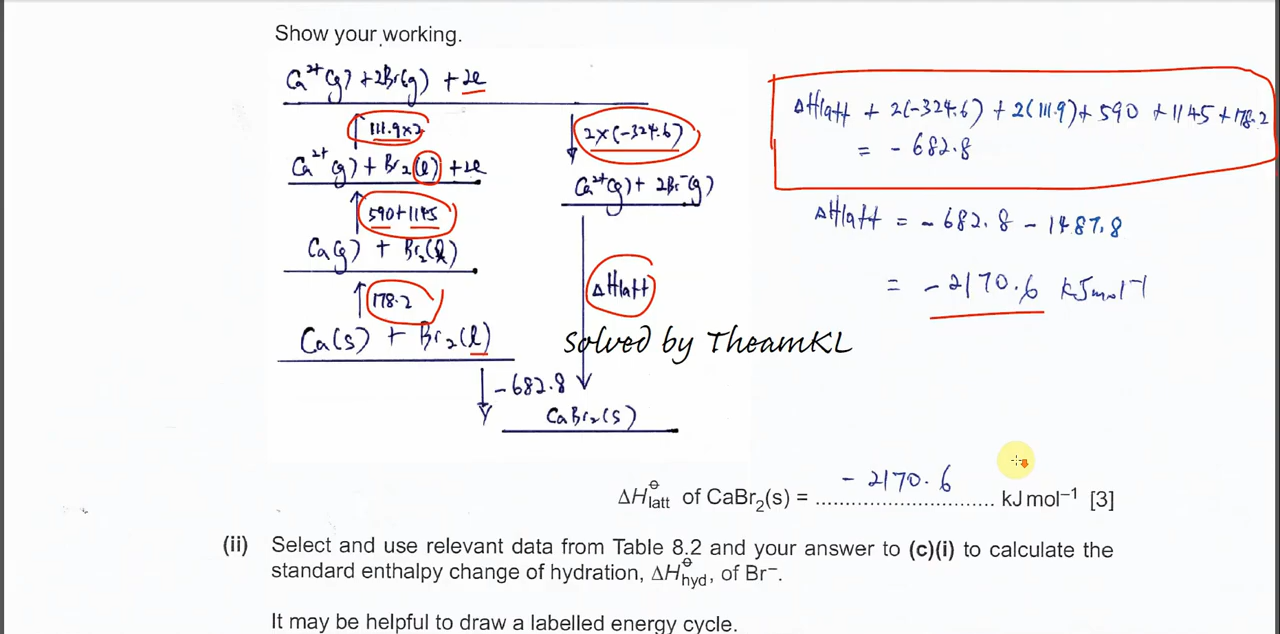 Show your working.
Ca²⁺(g) + 2Br(g) + 2e
111.9×2
Ca²⁺(g) + Br₂(l) + 2e
590+1145
Ca(g) + Br₂(l)
178.2
Ca(s) + Br₂(l)
-682.8
CaBr₂(s)
2×(-324.6)
Ca²⁺(g) + 2Br⁻(g)
ΔHlatt
Solved by TheamKL
ΔHlatt + 2(-324.6) + 2(111.9) + 590 + 1145 + 178.2
= -682.8
ΔHlatt = -682.8 - 1487.8
= -2170.6 kJmol⁻¹
ΔH⦵latt of CaBr₂(s) = -2170.6 kJ mol⁻¹ [3]
(ii) Select and use relevant data from Table 8.2 and your answer to (c)(i) to calculate the
standard enthalpy change of hydration, ΔH⦵hyd, of Br⁻.
It may be helpful to draw a labelled energy cycle.